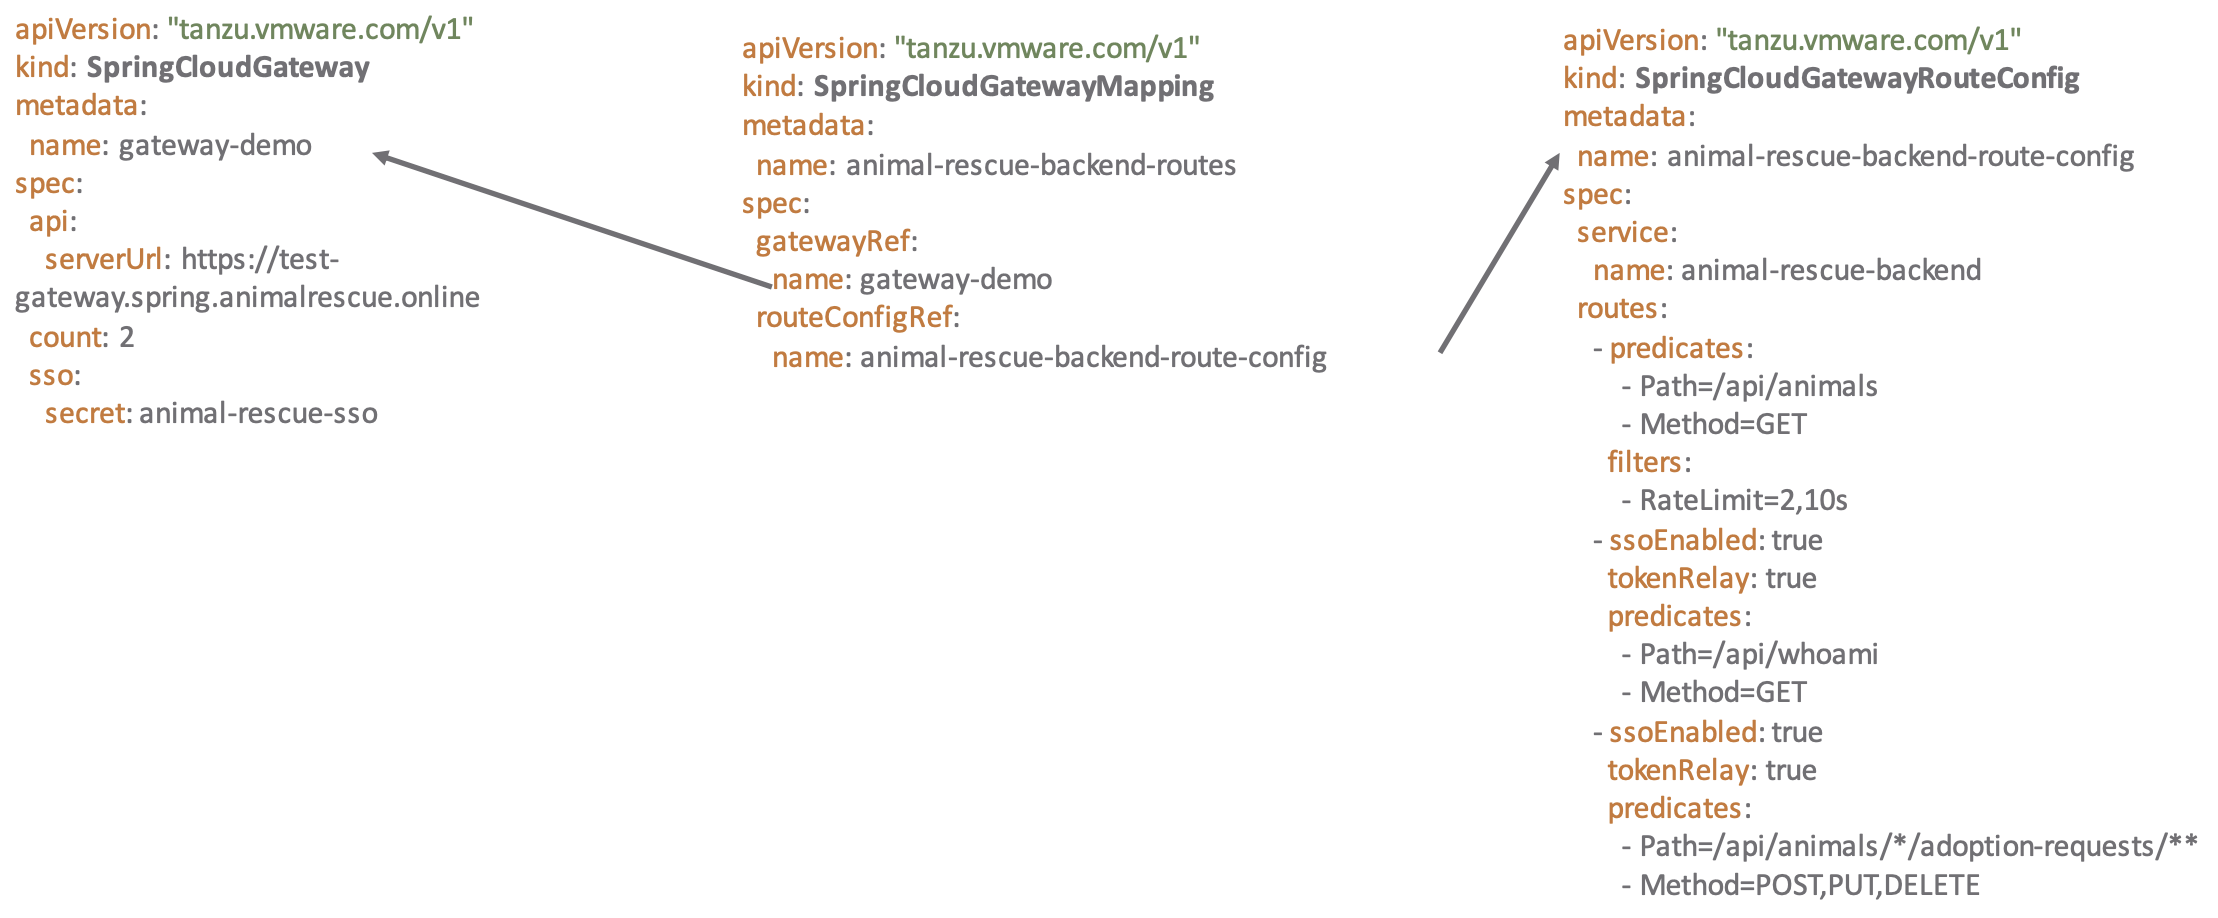 apiVersion: "tanzu.vmware.com/v1"
kind: SpringCloudGateway
metadata:
  name: gateway-demo
spec:
  api:
    serverUrl: https://test-
gateway.spring.animalrescue.online
  count: 2
  sso:
    secret: animal-rescue-sso
apiVersion: "tanzu.vmware.com/v1"
kind: SpringCloudGatewayMapping
metadata:
  name: animal-rescue-backend-routes
spec:
  gatewayRef:
    name: gateway-demo
  routeConfigRef:
    name: animal-rescue-backend-route-config
apiVersion: "tanzu.vmware.com/v1"
kind: SpringCloudGatewayRouteConfig
metadata:
  name: animal-rescue-backend-route-config
spec:
  service:
    name: animal-rescue-backend
  routes:
    - predicates:
        - Path=/api/animals
        - Method=GET
      filters:
        - RateLimit=2,10s
    - ssoEnabled: true
      tokenRelay: true
      predicates:
        - Path=/api/whoami
        - Method=GET
    - ssoEnabled: true
      tokenRelay: true
      predicates:
        - Path=/api/animals/*/adoption-requests/**
        - Method=POST,PUT,DELETE